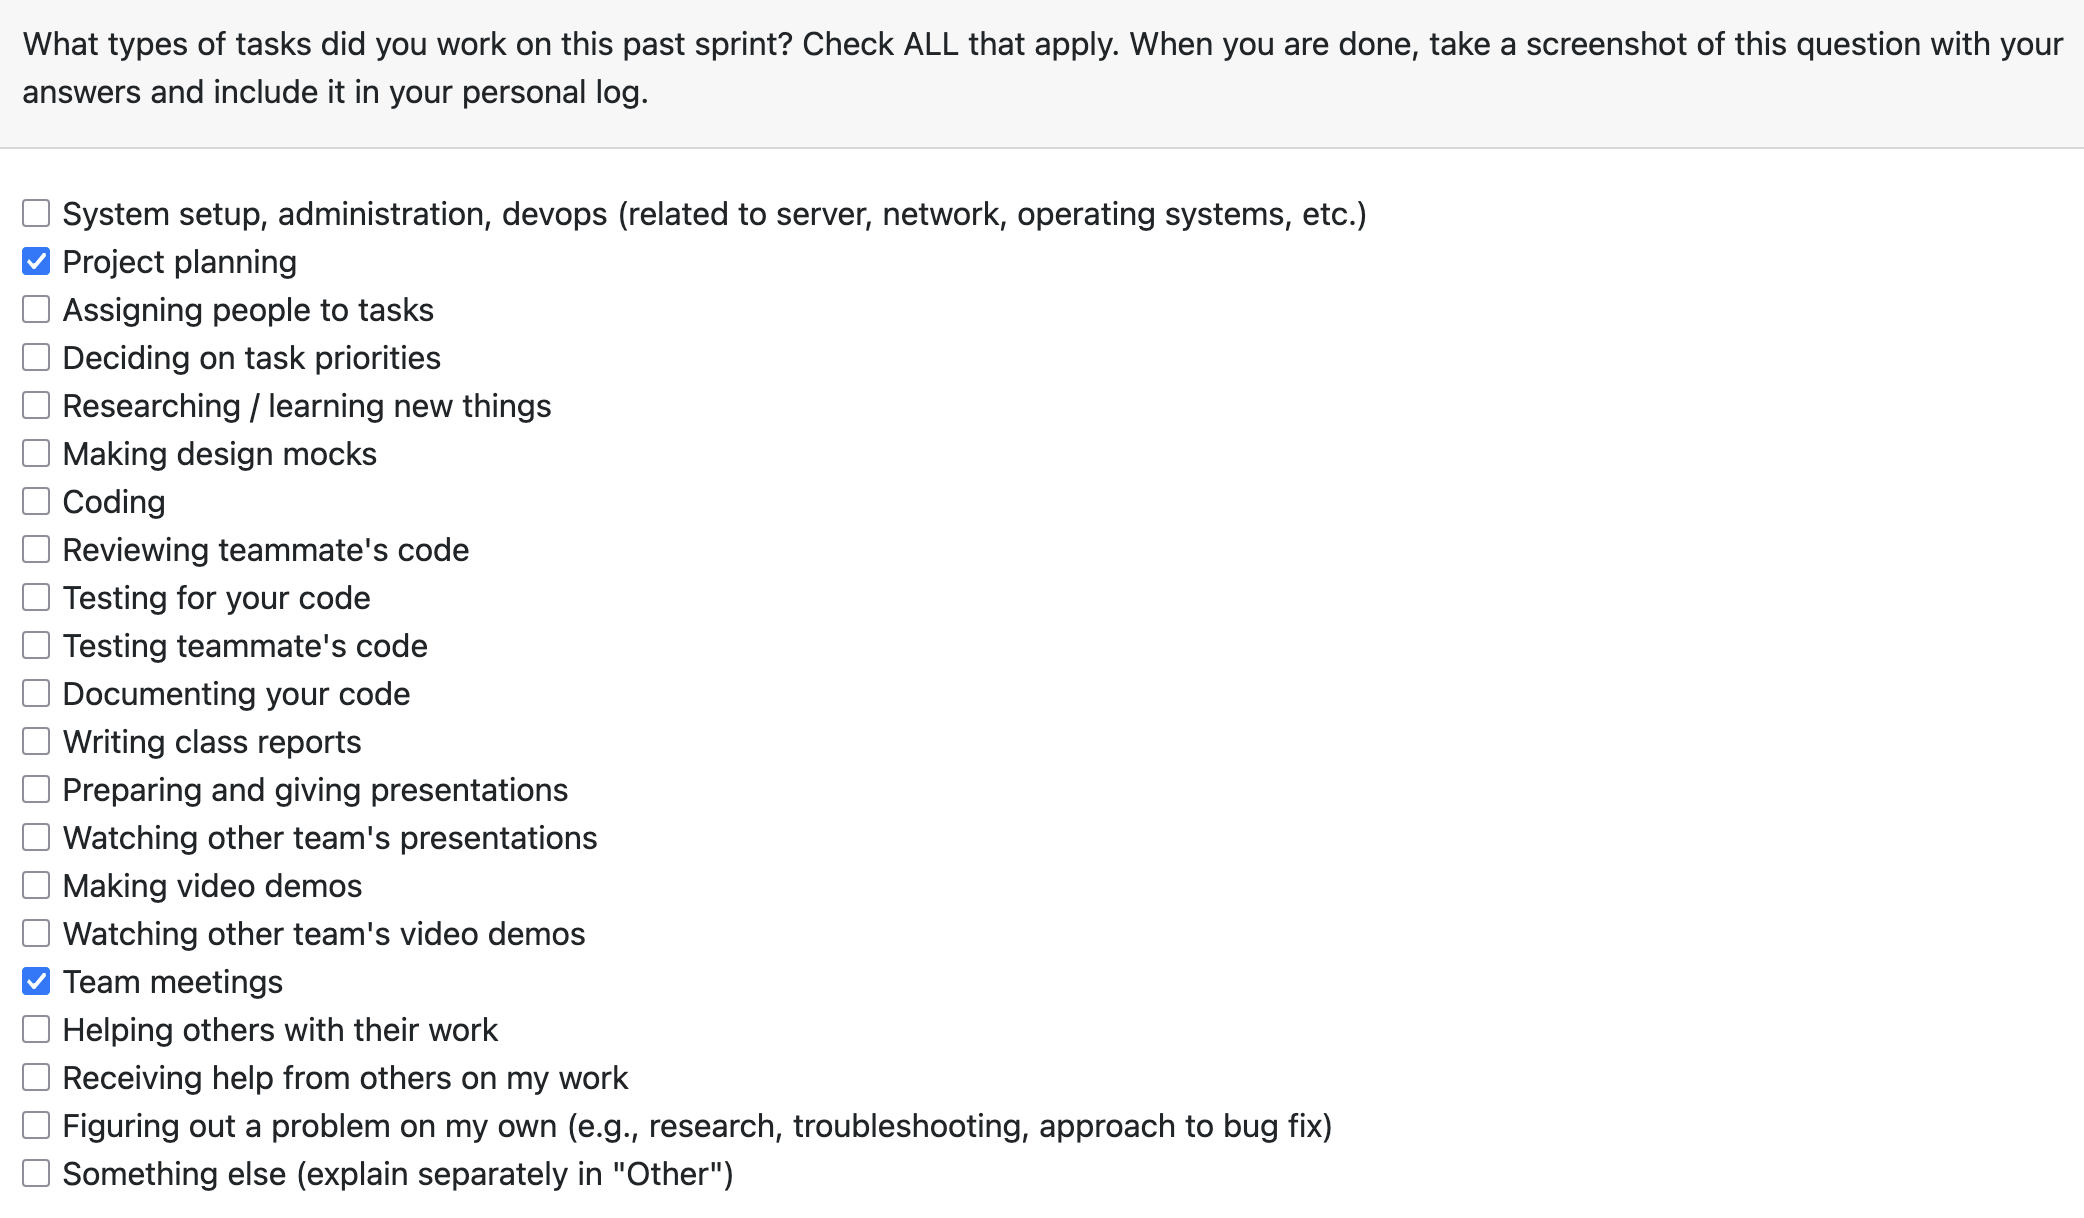 What types of tasks did you work on this past sprint? Check ALL that apply. When you are done, take a screenshot of this question with your
answers and include it in your personal log.
System setup, administration, devops (related to server, network, operating systems, etc.)
Project planning
Assigning people to tasks
Deciding on task priorities
Researching / learning new things
Making design mocks
Coding
Reviewing teammate's code
Testing for your code
Testing teammate's code
Documenting your code
Writing class reports
Preparing and giving presentations
Watching other team's presentations
Making video demos
Watching other team's video demos
Team meetings
Helping others with their work
Receiving help from others on my work
Figuring out a problem on my own (e.g., research, troubleshooting, approach to bug fix)
Something else (explain separately in "Other")